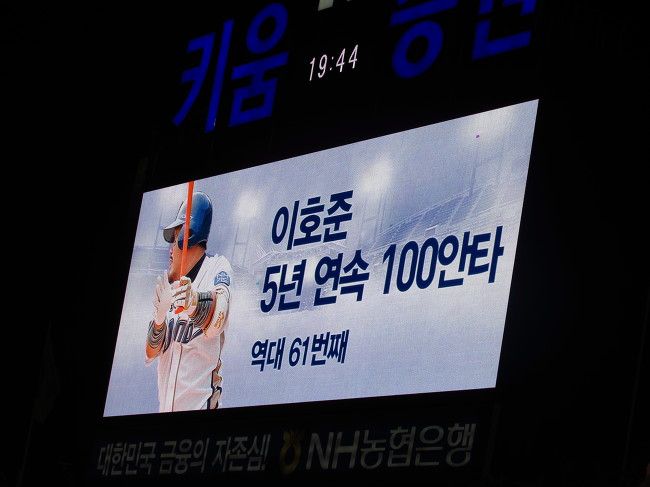 키움 증권
19:44
이호준
5년 연속 100안타
역대 61번째
대한민국 금융의 자존심! NH농협은행